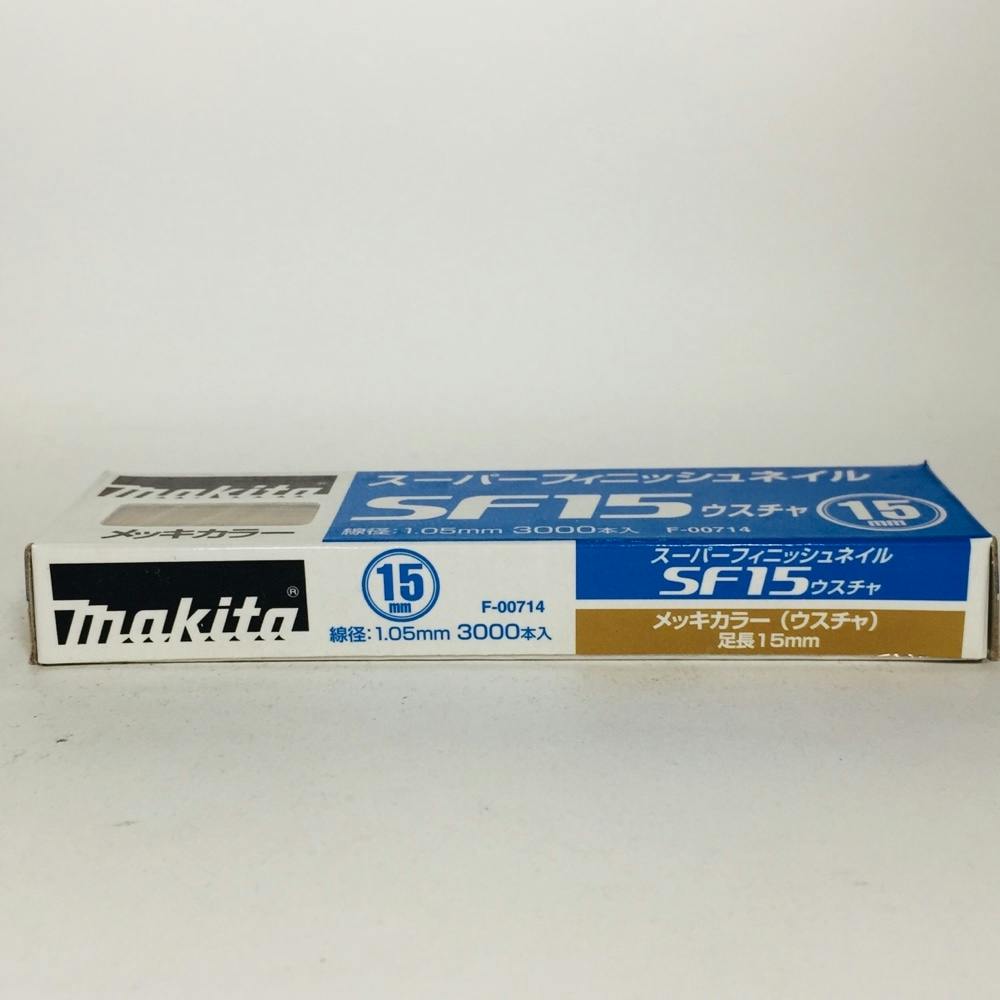 makita
メッキカラー
スーパーフィニッシュネイル
SF15 ウスチャ
15
mm
線径:1.05mm 3000本入 F-00714
makita®
15
mm
F-00714
線径:1.05mm 3000本入
スーパーフィニッシュネイル
SF15 ウスチャ
メッキカラー(ウスチャ)
足長15mm